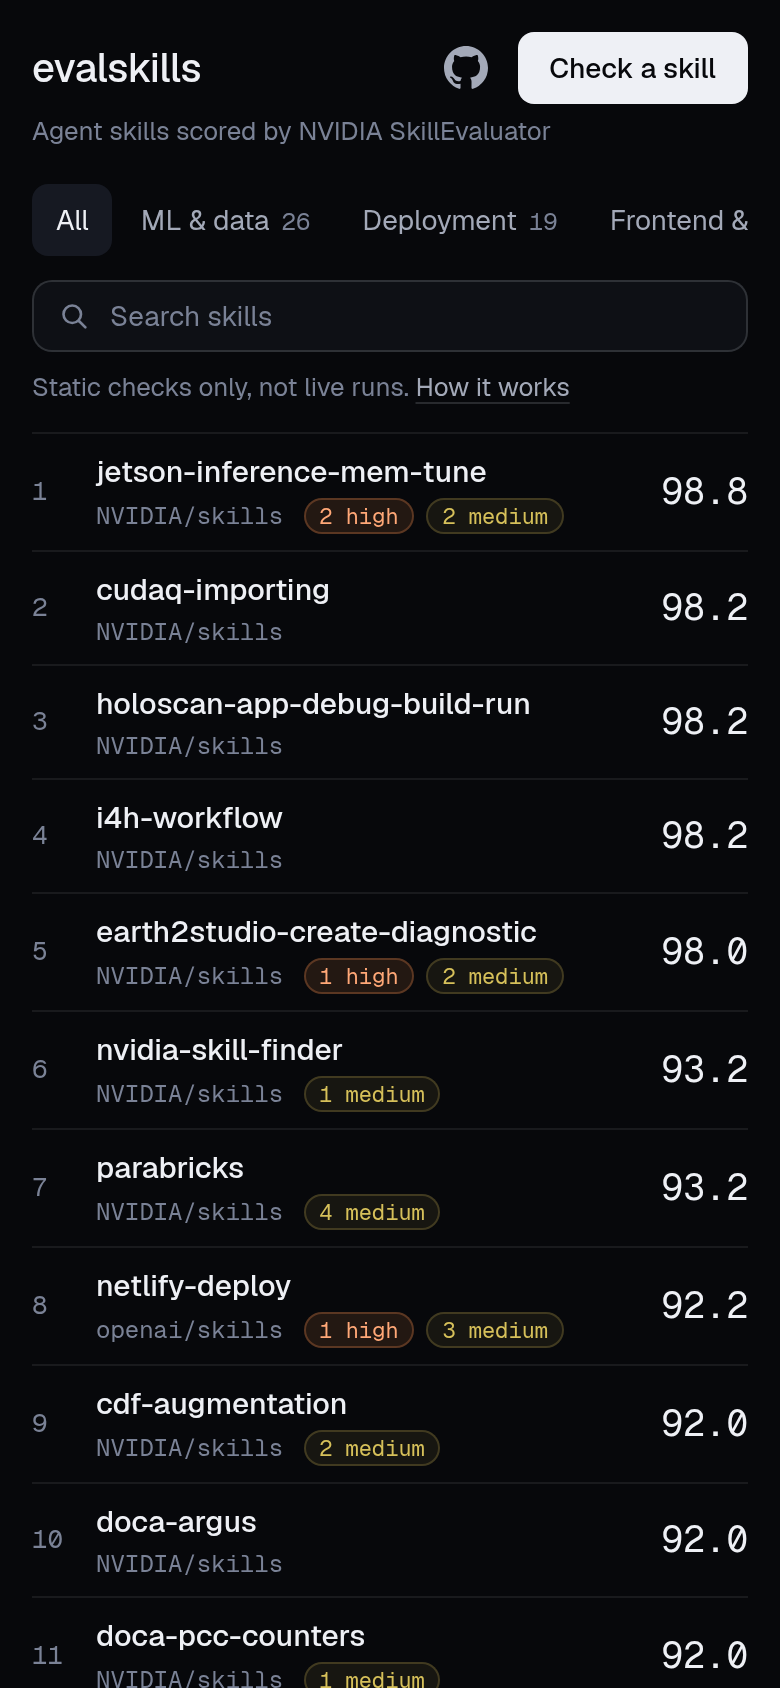 evalskills
Check a skill
Agent skills scored by NVIDIA SkillEvaluator
All ML & data 26 Deployment 19 Frontend &
Search skills
Static checks only, not live runs. How it works
1 jetson-inference-mem-tune 98.8
NVIDIA/skills 2 high 2 medium
2 cudaq-importing 98.2
NVIDIA/skills
3 holoscan-app-debug-build-run 98.2
NVIDIA/skills
4 i4h-workflow 98.2
NVIDIA/skills
5 earth2studio-create-diagnostic 98.0
NVIDIA/skills 1 high 2 medium
6 nvidia-skill-finder 93.2
NVIDIA/skills 1 medium
7 parabricks 93.2
NVIDIA/skills 4 medium
8 netlify-deploy 92.2
openai/skills 1 high 3 medium
9 cdf-augmentation 92.0
NVIDIA/skills 2 medium
10 doca-argus 92.0
NVIDIA/skills
11 doca-pcc-counters 92.0
NVIDIA/skills 1 medium